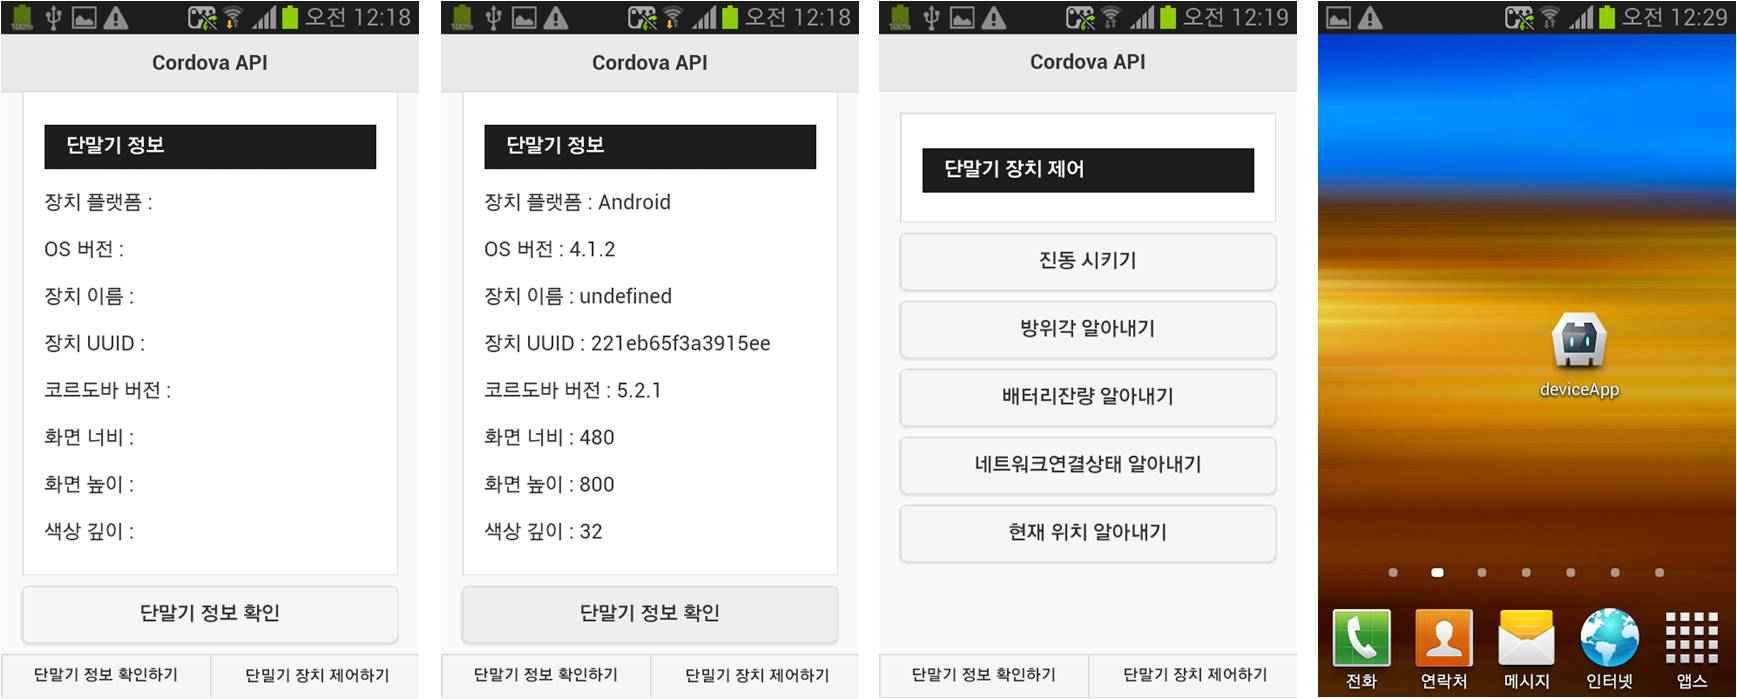 100%
오전 12:18
Cordova API
단말기 정보
장치 플랫폼 :
OS 버전 :
장치 이름 :
장치 UUID :
코르도바 버전 :
화면 너비 :
화면 높이 :
색상 깊이 :
단말기 정보 확인
단말기 정보 확인하기
단말기 장치 제어하기
100%
오전 12:18
Cordova API
단말기 정보
장치 플랫폼 : Android
OS 버전 : 4.1.2
장치 이름 : undefined
장치 UUID : 221eb65f3a3915ee
코르도바 버전 : 5.2.1
화면 너비 : 480
화면 높이 : 800
색상 깊이 : 32
단말기 정보 확인
단말기 정보 확인하기
단밀기 장치 제어하기
100%
오전 12:19
Cordova API
단말기 장치 제어
진동 시키기
방위각 알아내기
배터리잔량 알아내기
네트워크연결상태 알아내기
현재 위치 알아내기
단말기 정보 확인하기
단말기 장치 제어하기
오전 12:29
deviceApp
전화
연락처
메시지
인터넷
앱스